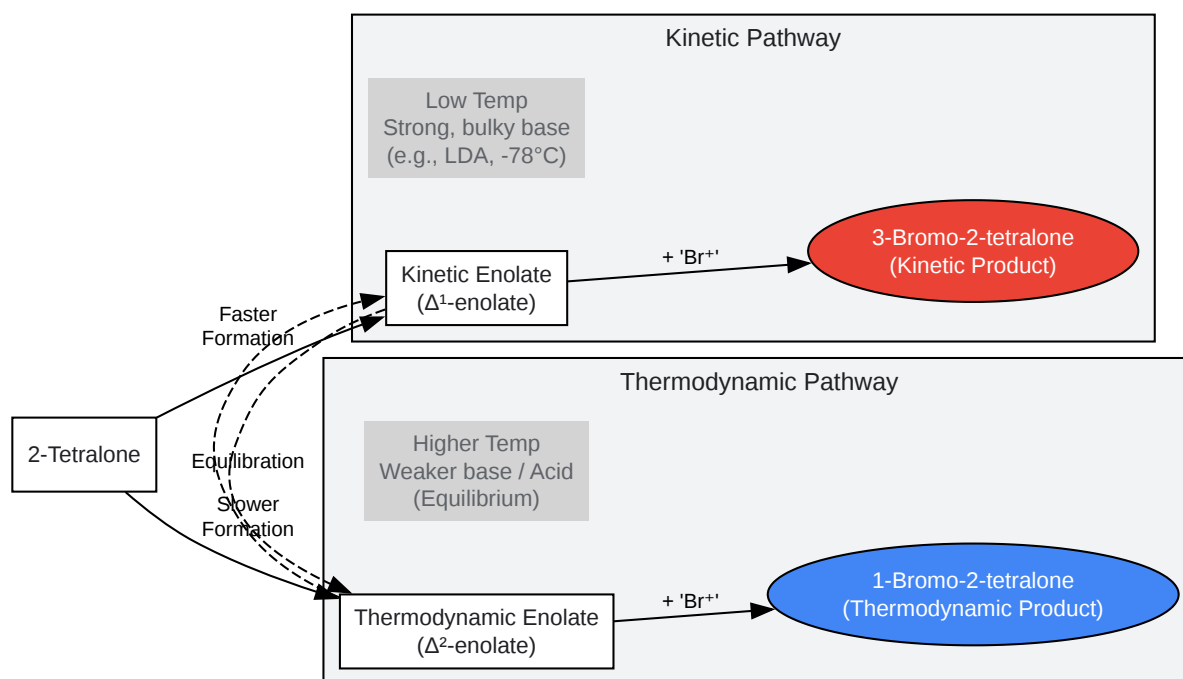 Kinetic Pathway
Low Temp
Strong, bulky base
(e.g., LDA, -78°C)
3-Bromo-2-tetralone
(Kinetic Product)
+ 'Br⁺'
Kinetic Enolate
(Δ¹-enolate)
Faster
Formation
Thermodynamic Pathway
2-Tetralone
Higher Temp
Weaker base / Acid
(Equilibrium)
Equilibration
Slower
Formation
1-Bromo-2-tetralone
(Thermodynamic Product)
+ 'Br⁺'
Thermodynamic Enolate
(Δ²-enolate)